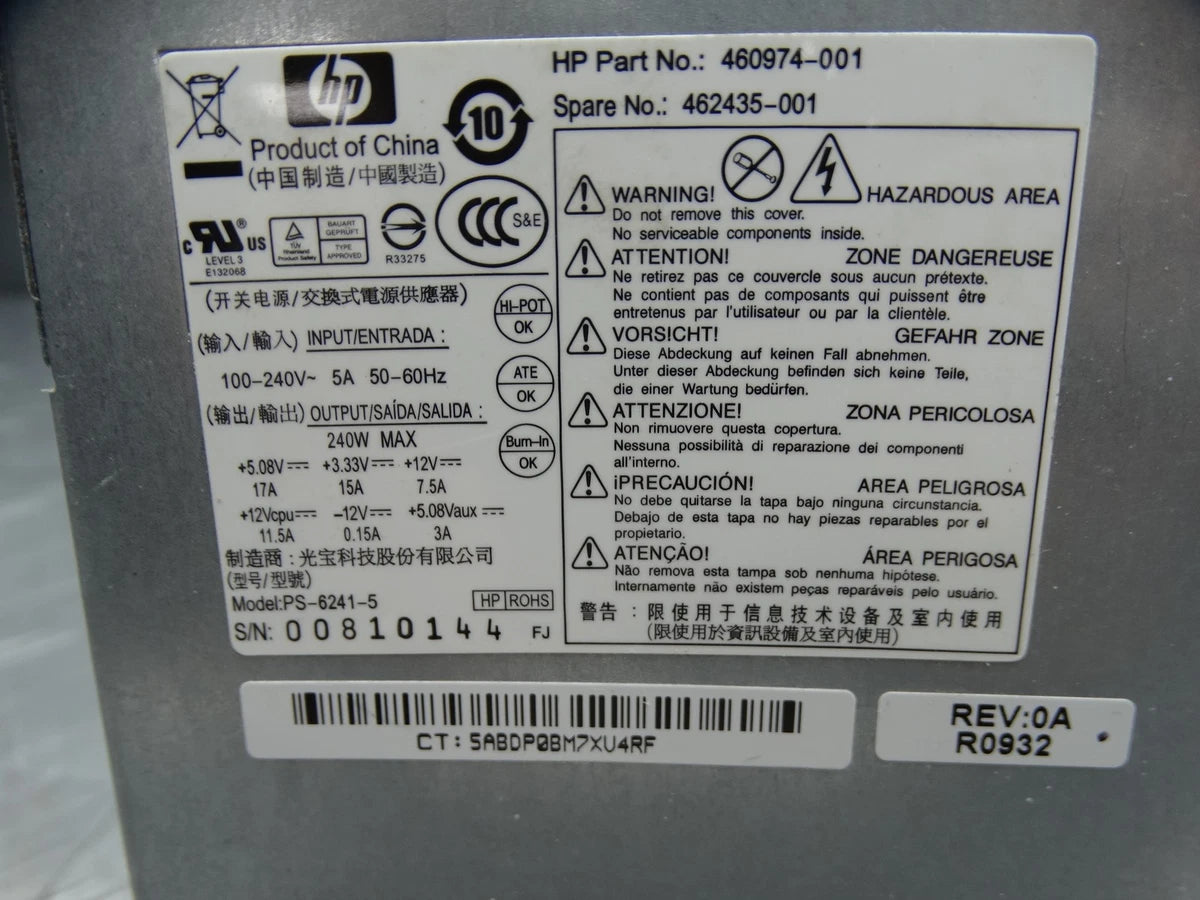 hp
10
HP Part No.: 460974-001
Spare No.: 462435-001
Product of China
(中国制造/中國製造)
c RU® US
LEVEL 3
E132068
TÜV
Rheinland
Product Safety
BAUART
GEPRÜFT
TYPE
APPROVED
R33275
CCC S&E
(开关电源/交換式電源供應器)
HI-POT
OK
(输入/輸入) INPUT/ENTRADA :
100-240V~ 5A 50-60Hz
ATE
OK
(输出/輸出) OUTPUT/SAÍDA/SALIDA :
240W MAX
Burn-In
OK
+5.08V⎓ +3.33V⎓ +12V⎓
17A 15A 7.5A
+12Vcpu⎓ -12V⎓ +5.08Vaux ⎓
11.5A 0.15A 3A
制造商：光宝科技股份有限公司
(型号/型號)
Model:PS-6241-5
HP ROHS
S/N: 00810144 FJ
WARNING! HAZARDOUS AREA
Do not remove this cover.
No serviceable components inside.
ATTENTION! ZONE DANGEREUSE
Ne retirez pas ce couvercle sous aucun prétexte.
Ne contient pas de composants qui puissent être
entretenus par l'utilisateur ou par la clientèle.
VORSICHT! GEFAHR ZONE
Diese Abdeckung auf keinen Fall abnehmen.
Unter dieser Abdeckung befinden sich keine Teile,
die einer Wartung bedürfen.
ATTENZIONE! ZONA PERICOLOSA
Non rimuovere questa copertura.
Nessuna possibilità di reparazione dei componenti
all'interno.
¡PRECAUCIÓN! AREA PELIGROSA
No debe quitarse la tapa bajo ninguna circunstancia.
Debajo de esta tapa no hay piezas reparables por el
propietario.
ATENÇÃO! ÁREA PERIGOSA
Não remova esta tampa sob nenhuma hipótese.
Internamente não existem peças reparáveis pelo usuário.
警告：限使用于信息技术设备及室内使用
(限使用於資訊設備及室內使用)
CT: 5ABDP0BM7XU4RF
REV:0A
R0932